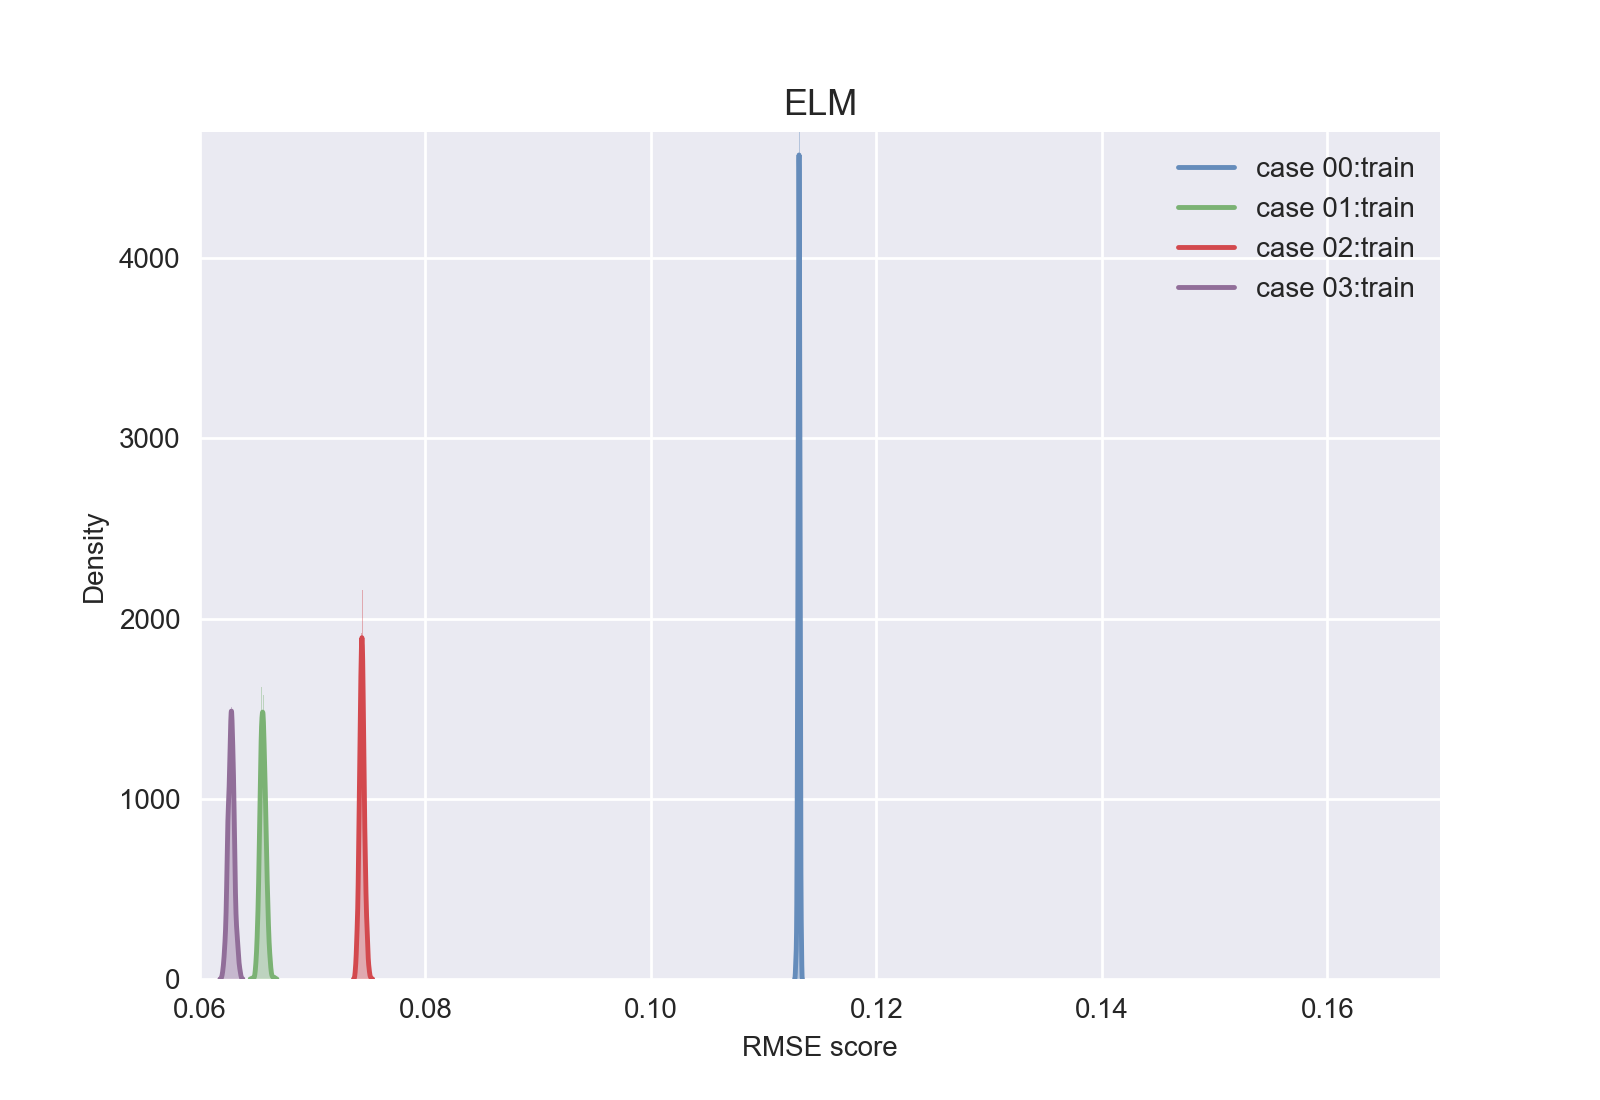 ELM
case 00:train
case 01:train
case 02:train
case 03:train
4000
3000
2000
1000
0
Density
0.06 0.08 0.10 0.12 0.14 0.16
RMSE score